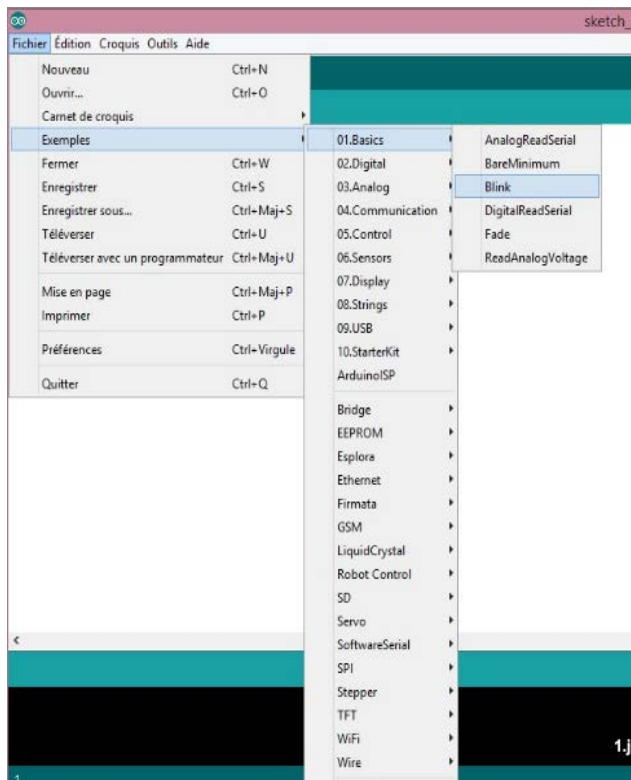 sketch_
Fichier Édition Croquis Outils Aide
Nouveau Ctrl+N
Ouvrir... Ctrl+O
Carnet de croquis
Exemples
Fermer Ctrl+W
Enregistrer Ctrl+S
Enregistrer sous... Ctrl+Maj+S
Téléverser Ctrl+U
Téléverser avec un programmateur Ctrl+Maj+U
Mise en page Ctrl+Maj+P
Imprimer Ctrl+P
Préférences Ctrl+Virgule
Quitter Ctrl+Q
01.Basics
02.Digital
03.Analog
04.Communication
05.Control
06.Sensors
07.Display
08.Strings
09.USB
10.StarterKit
ArduinoISP
Bridge
EEPROM
Esplora
Ethernet
Firmata
GSM
LiquidCrystal
Robot Control
SD
Servo
SoftwareSerial
SPI
Stepper
TFT
WiFi
Wire
AnalogReadSerial
BareMinimum
Blink
DigitalReadSerial
Fade
ReadAnalogVoltage
1.j
1